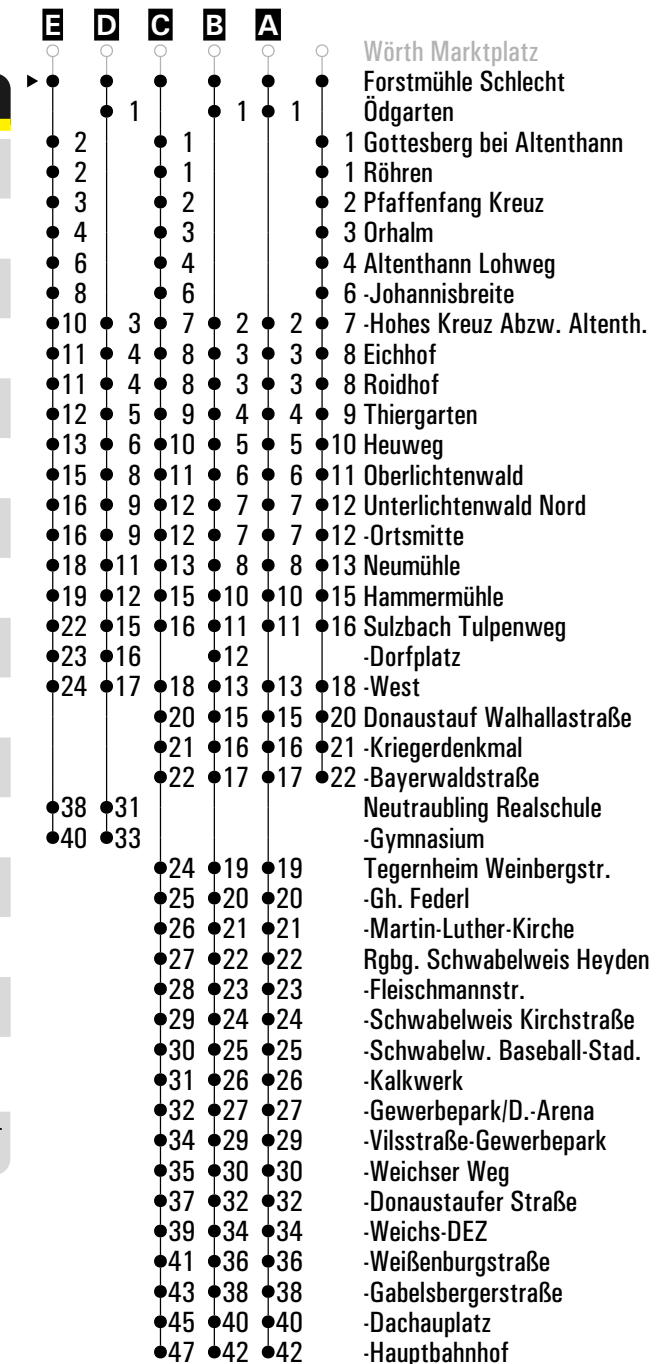 E D C B A
Wörth Marktplatz
Forstmühle Schlecht
1 1 1 Ödgarten
2 1 1 Gottesberg bei Altenthann
2 1 1 Röhren
3 2 2 Pfaffenfang Kreuz
4 3 3 Orhalm
6 4 4 Altenthann Lohweg
8 6 6 -Johannisbreite
10 3 7 2 2 7 -Hohes Kreuz Abzw. Altenth.
11 4 8 3 3 8 Eichhof
11 4 8 3 3 8 Roidhof
12 5 9 4 4 9 Thiergarten
13 6 10 5 5 10 Heuweg
15 8 11 6 6 11 Oberlichtenwald
16 9 12 7 7 12 Unterlichtenwald Nord
16 9 12 7 7 12 -Ortsmitte
18 11 13 8 8 13 Neumühle
19 12 15 10 10 15 Hammermühle
22 15 16 11 11 16 Sulzbach Tulpenweg
23 16 12 -Dorfplatz
24 17 18 13 13 18 -West
20 15 15 20 Donaustauf Walhallastraße
21 16 16 21 -Kriegerdenkmal
22 17 17 22 -Bayerwaldstraße
38 31 Neutraubling Realschule
40 33 -Gymnasium
24 19 19 Tegernheim Weinbergstr.
25 20 20 -Gh. Federl
26 21 21 -Martin-Luther-Kirche
27 22 22 Rgbg. Schwabelweis Heyden
28 23 23 -Fleischmannstr.
29 24 24 -Schwabelweis Kirchstraße
30 25 25 -Schwabelw. Baseball-Stad.
31 26 26 -Kalkwerk
32 27 27 -Gewerbepark/D.-Arena
34 29 29 -Vilsstraße-Gewerbepark
35 30 30 -Weichser Weg
37 32 32 -Donaustaufer Straße
39 34 34 -Weichs-DEZ
41 36 36 -Weißenburgstraße
43 38 38 -Gabelsbergerstraße
45 40 40 -Dachauplatz
47 42 42 -Hauptbahnhof